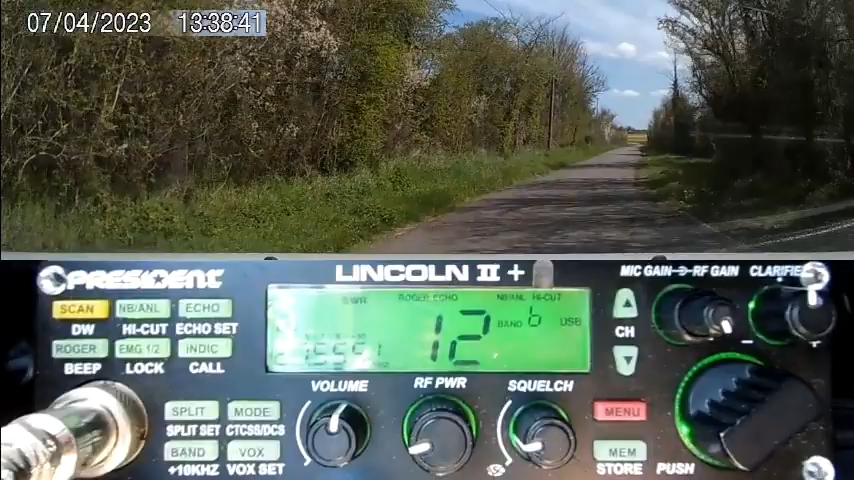 07/04/2023 13:38:41
PRESIDENT LINCOLN II + MIC GAIN RF GAIN CLARIFIER
SCAN NB/ANL ECHO
DW HI-CUT ECHO SET
ROGER EMG 1/2 INDIC
BEEP LOCK CALL
SWR ROGER ECHO NB/ANL HI-CUT
12 BAND b USB
CH
VOLUME RF PWR SQUELCH
SPLIT MODE
SPLIT SET CTCSS/DCS
BAND VOX
+10KHZ VOX SET
MENU
MEM
STORE PUSH